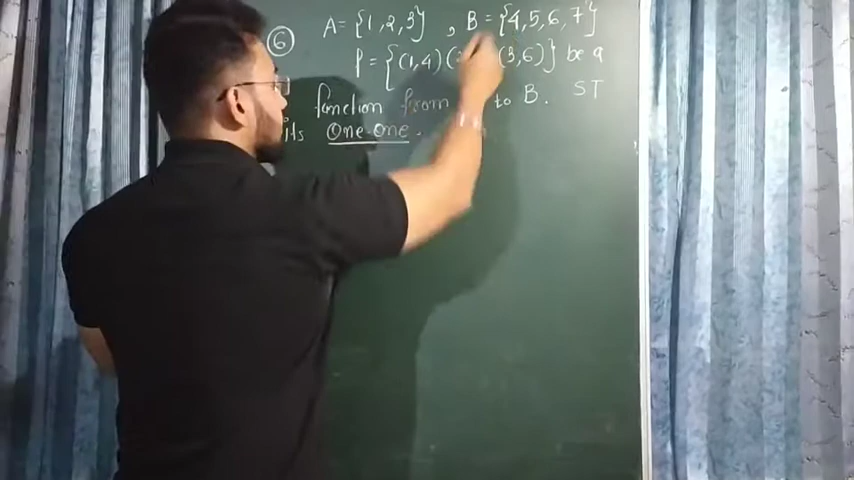 6 A = {1,2,3} , B = {4,5,6,7}
f = {(1,4) (3,6)} be a
function from to B. ST
its One-One.